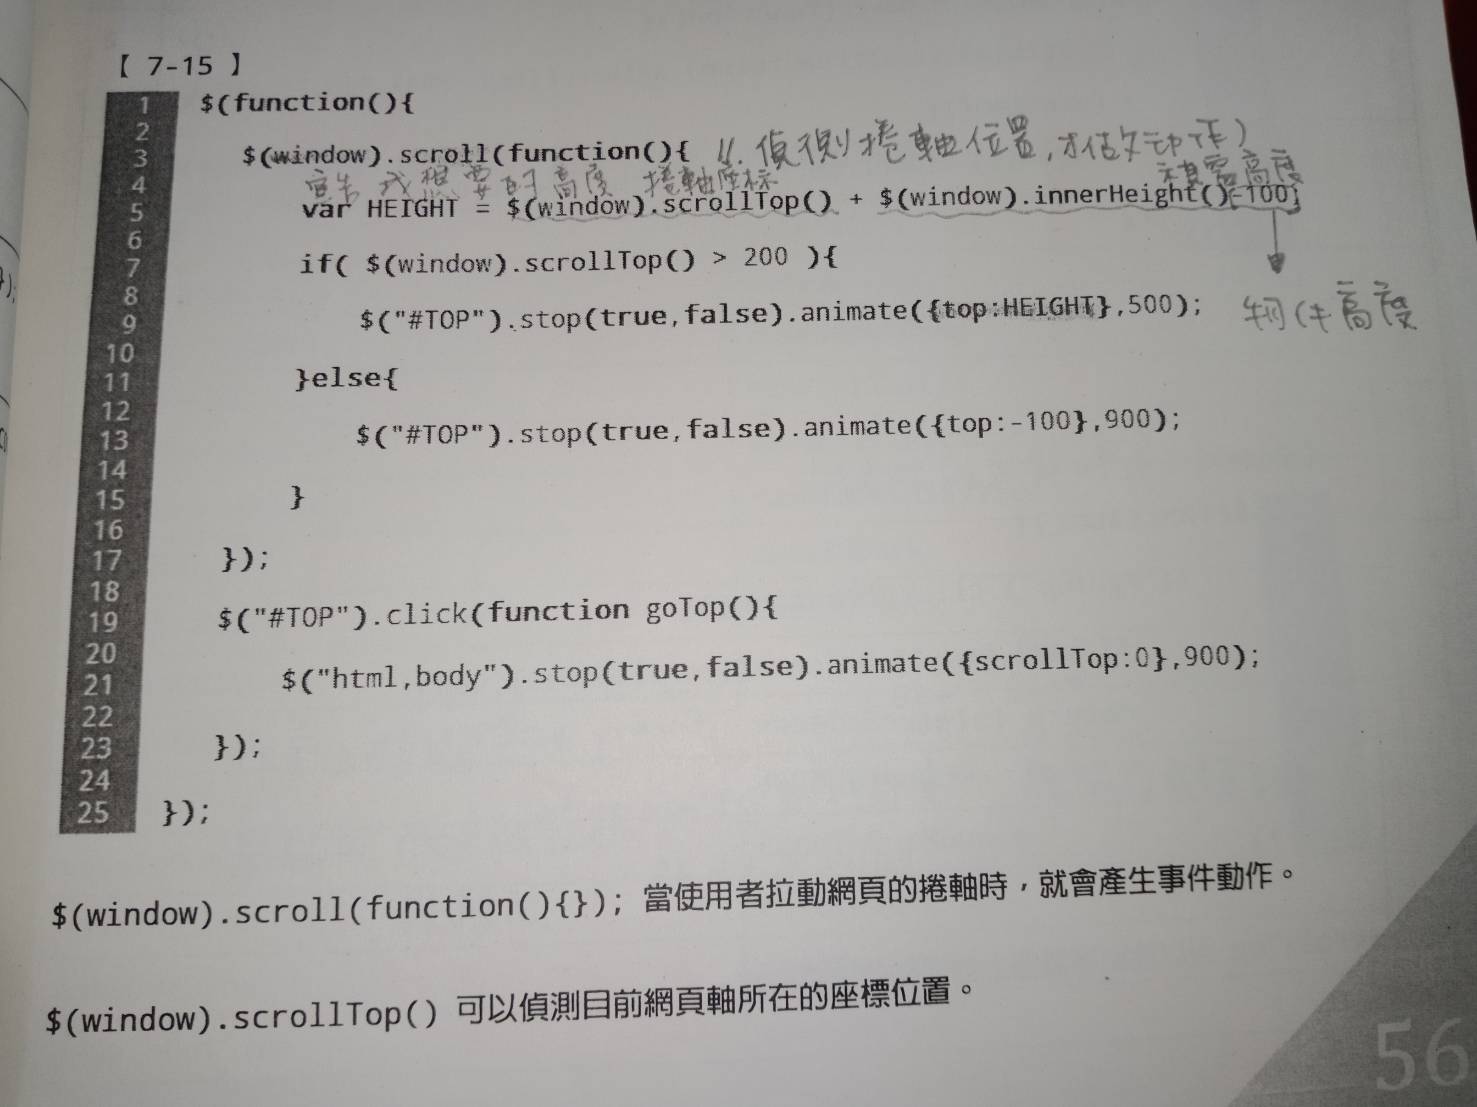 【 7-15 】
1 $(function(){
2
3 $(window).scroll(function(){ //. 偵測捲軸位置,才做動作)
4 宣告 我想要的高度 捲軸座標 視窗高度
5 var HEIGHT = $(window).scrollTop() + $(window).innerHeight()-100;
6
7 if( $(window).scrollTop() > 200 ){
8
9 $("#TOP").stop(true,false).animate({top:HEIGHT},500); 物件高度
10
11 }else{
12
13 $("#TOP").stop(true,false).animate({top:-100},900);
14
15 }
16
17 });
18
19 $("#TOP").click(function goTop(){
20
21 $("html,body").stop(true,false).animate({scrollTop:0},900);
22
23 });
24
25 });
$(window).scroll(function(){}); 當使用者拉動網頁的捲軸時，就會產生事件動作。
$(window).scrollTop() 可以偵測目前網頁軸所在的座標位置。
56